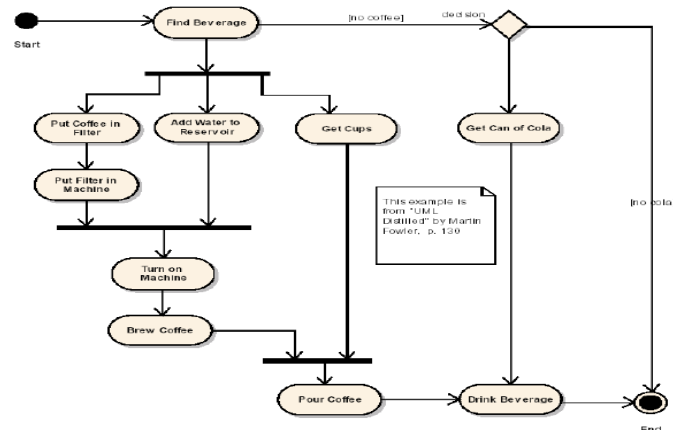 Find Beverage
[no coffee]
decision
Start
Put Coffee in
Filter
Add Water to
Reservoir
Get Cups
Get Can of Cola
Put Filter in
Machine
This example is
from "UML
Distilled" by Martin
Fowler, p. 130
[no cola
Turn on
Machine
Brew Coffee
Pour Coffee
Drink Beverage
End